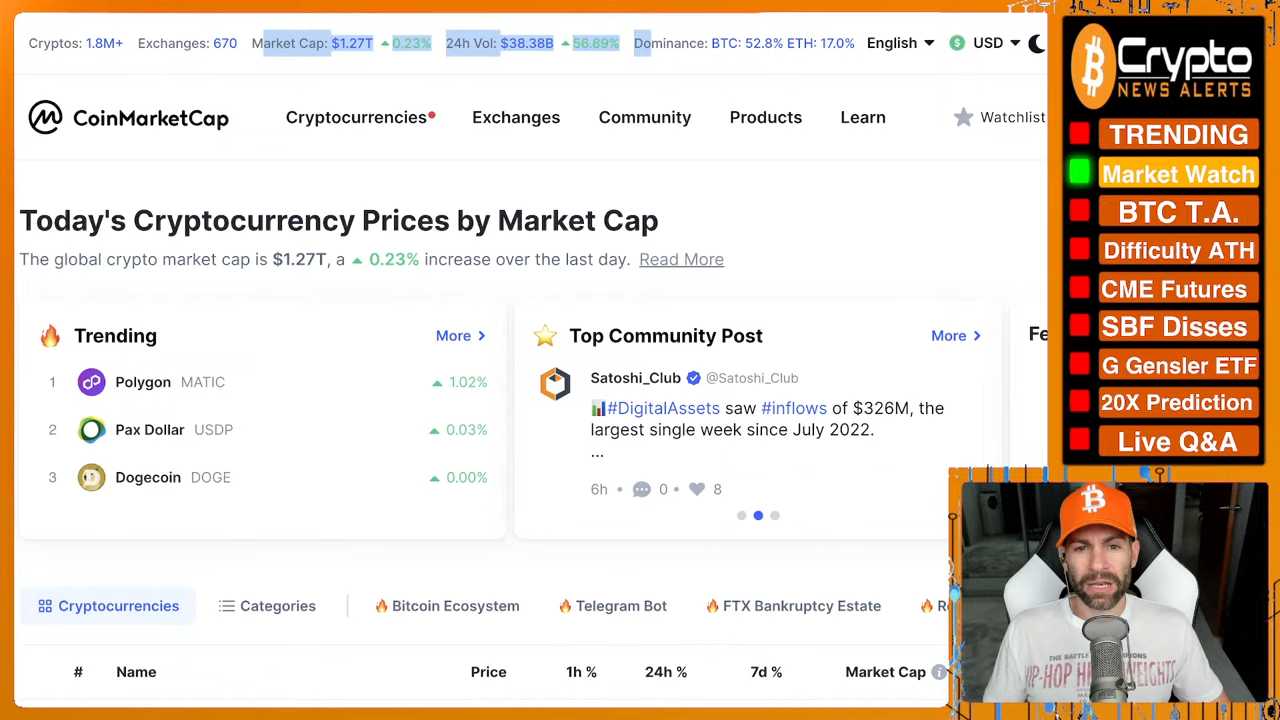 Cryptos: 1.8M+ Exchanges: 670 Market Cap: $1.27T 0.23% 24h Vol: $38.38B 56.89% Dominance: BTC: 52.8% ETH: 17.0% English USD
CoinMarketCap Cryptocurrencies Exchanges Community Products Learn Watchlist
Today's Cryptocurrency Prices by Market Cap
The global crypto market cap is $1.27T, a 0.23% increase over the last day. Read More
Trending More
1 Polygon MATIC 1.02%
2 Pax Dollar USDP 0.03%
3 Dogecoin DOGE 0.00%
Top Community Post More
Satoshi_Club @Satoshi_Club
#DigitalAssets saw #inflows of $326M, the
largest single week since July 2022.
...
6h • 0 • 8
Fe
Cryptocurrencies Categories Bitcoin Ecosystem Telegram Bot FTX Bankruptcy Estate
# Name Price 1h % 24h % 7d % Market Cap
Crypto
NEWS ALERTS
TRENDING
Market Watch
BTC T.A.
Difficulty ATH
CME Futures
SBF Disses
G Gensler ETF
20X Prediction
Live Q&A